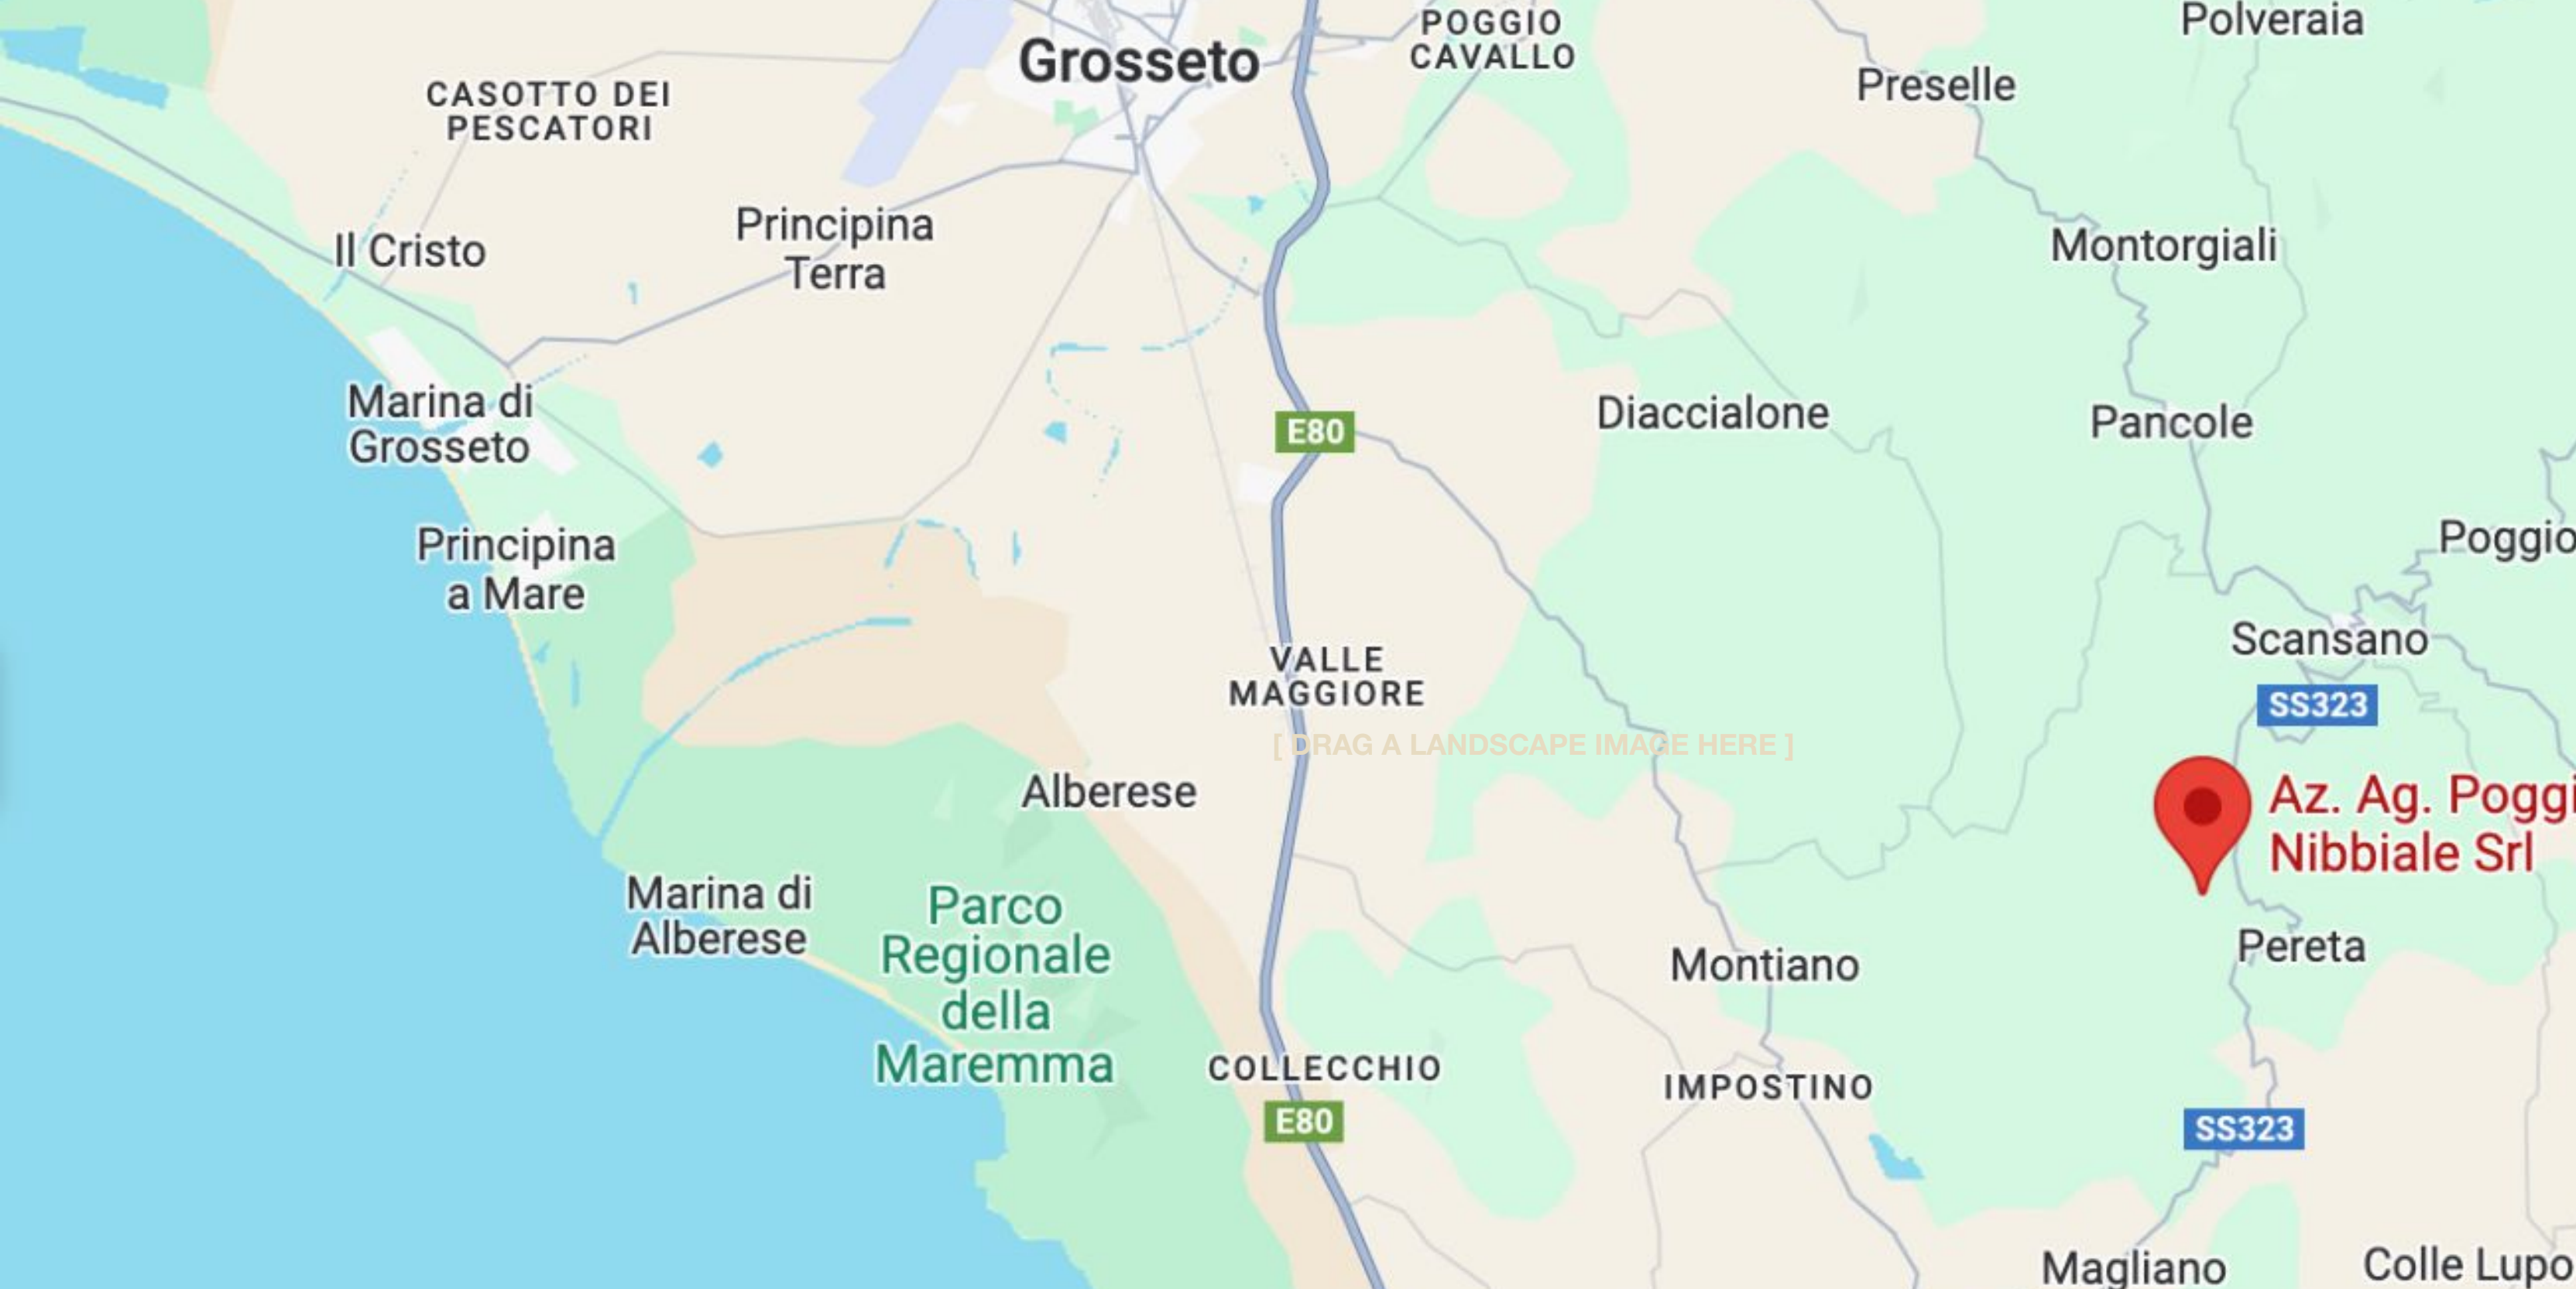 Polveraia
POGGIO
CAVALLO
Grosseto
Preselle
CASOTTO DEI
PESCATORI
Principina
Terra
Il Cristo
Montorgiali
Marina di
Grosseto
E80
Diaccialone
Pancole
Principina
a Mare
Poggio
Scansano
VALLE
MAGGIORE
SS323
[ DRAG A LANDSCAPE IMAGE HERE ]
Alberese
Az. Ag. Poggi
Nibbiale Srl
Marina di
Alberese
Parco
Regionale
della
Maremma
Montiano
Pereta
COLLECCHIO
IMPOSTINO
E80
SS323
Magliano
Colle Lupo